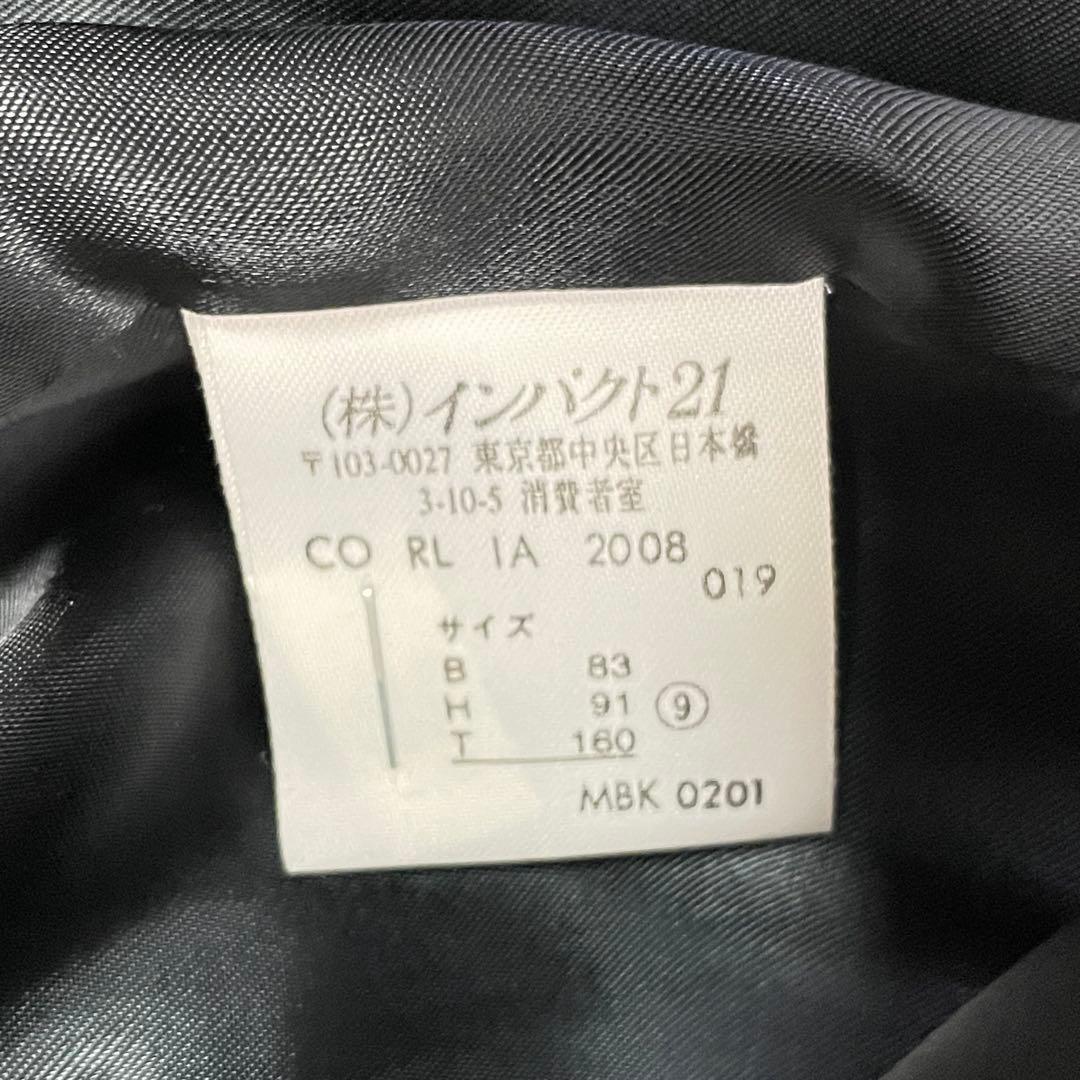 (株)インパクト21
〒103-0027 東京都中央区日本橋
3-10-5 消費者室
CO RL IA 2008
019
サイズ
B 83
H 91 ⑨
T 160
MBK 0201